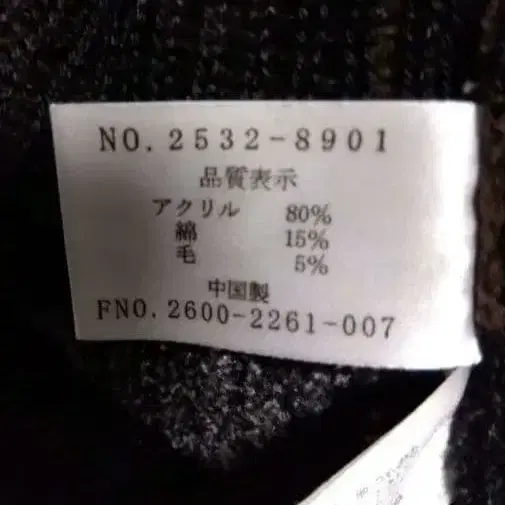 NO. 2532-8901
品質表示
アクリル 80%
綿 15%
毛 5%
中国製
FNO. 2600-2261-007